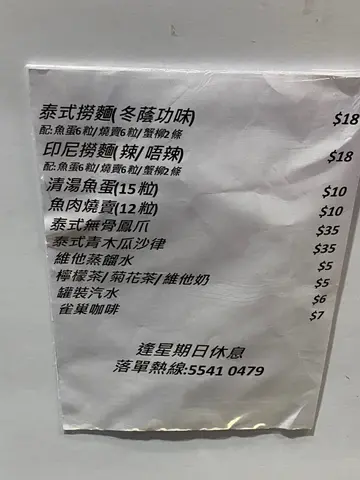 泰式撈麵(冬蔭功味) $18
配:魚蛋6粒/燒賣6粒/蟹柳2條
印尼撈麵(辣/唔辣) $18
配:魚蛋6粒/燒賣6粒/蟹柳2條
清湯魚蛋(15粒) $10
魚肉燒賣(12粒) $10
泰式無骨鳳爪 $35
泰式青木瓜沙律 $35
維他蒸餾水 $5
檸檬茶/菊花茶/維他奶 $5
罐裝汽水 $6
雀巢咖啡 $7
逢星期日休息
落單熱線:5541 0479